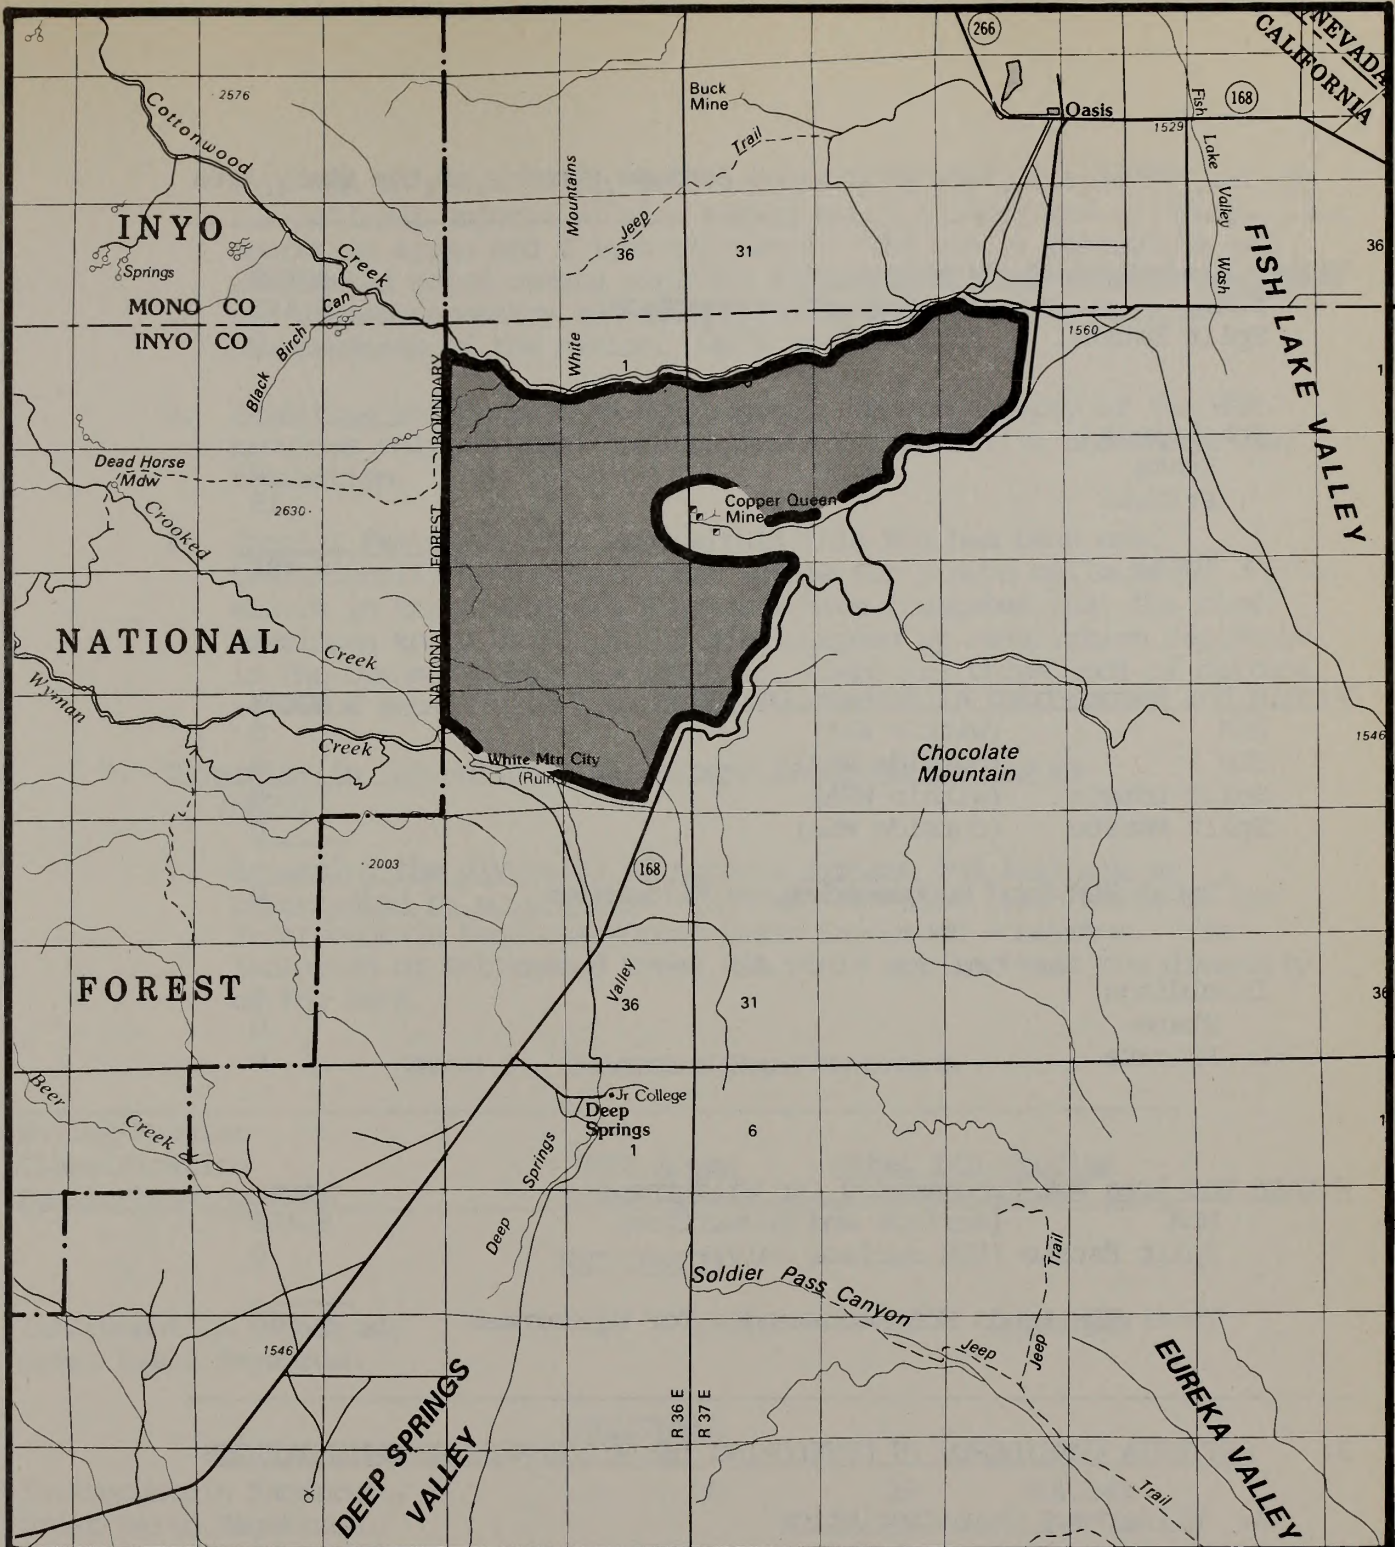 NEVADA
CALIFORNIA
266
168
2576
Buck
Mine
Oasis
1529
Fish Lake Valley Wash
Cottonwood Creek
Jeep Trail
White Mountains
36
31
36
INYO
Springs
MONO CO
INYO CO
Black Birch Can
FISH LAKE VALLEY
1560
1
1
NATIONAL FOREST BOUNDARY
Dead Horse
Mdw
2630
Crooked Creek
Copper Queen
Mine
NATIONAL
Wyman Creek
White Mtn City
(Ruin
Chocolate
Mountain
1546
2003
168
FOREST
Valley
36
31
36
Beer Creek
Jr College
Deep
Springs
1
6
1
Deep Springs
Soldier Pass Canyon
Jeep Trail
Jeep
Trail
1546
DEEP SPRINGS
VALLEY
R 36 E
R 37 E
EUREKA VALLEY